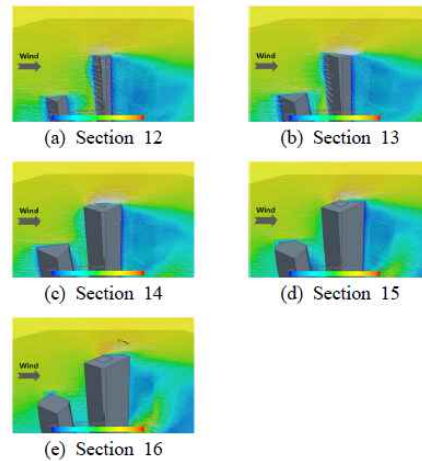 Wind
Wind
(a) Section 12
(b) Section 13
Wind
Wind
(c) Section 14
(d) Section 15
Wind
(e) Section 16